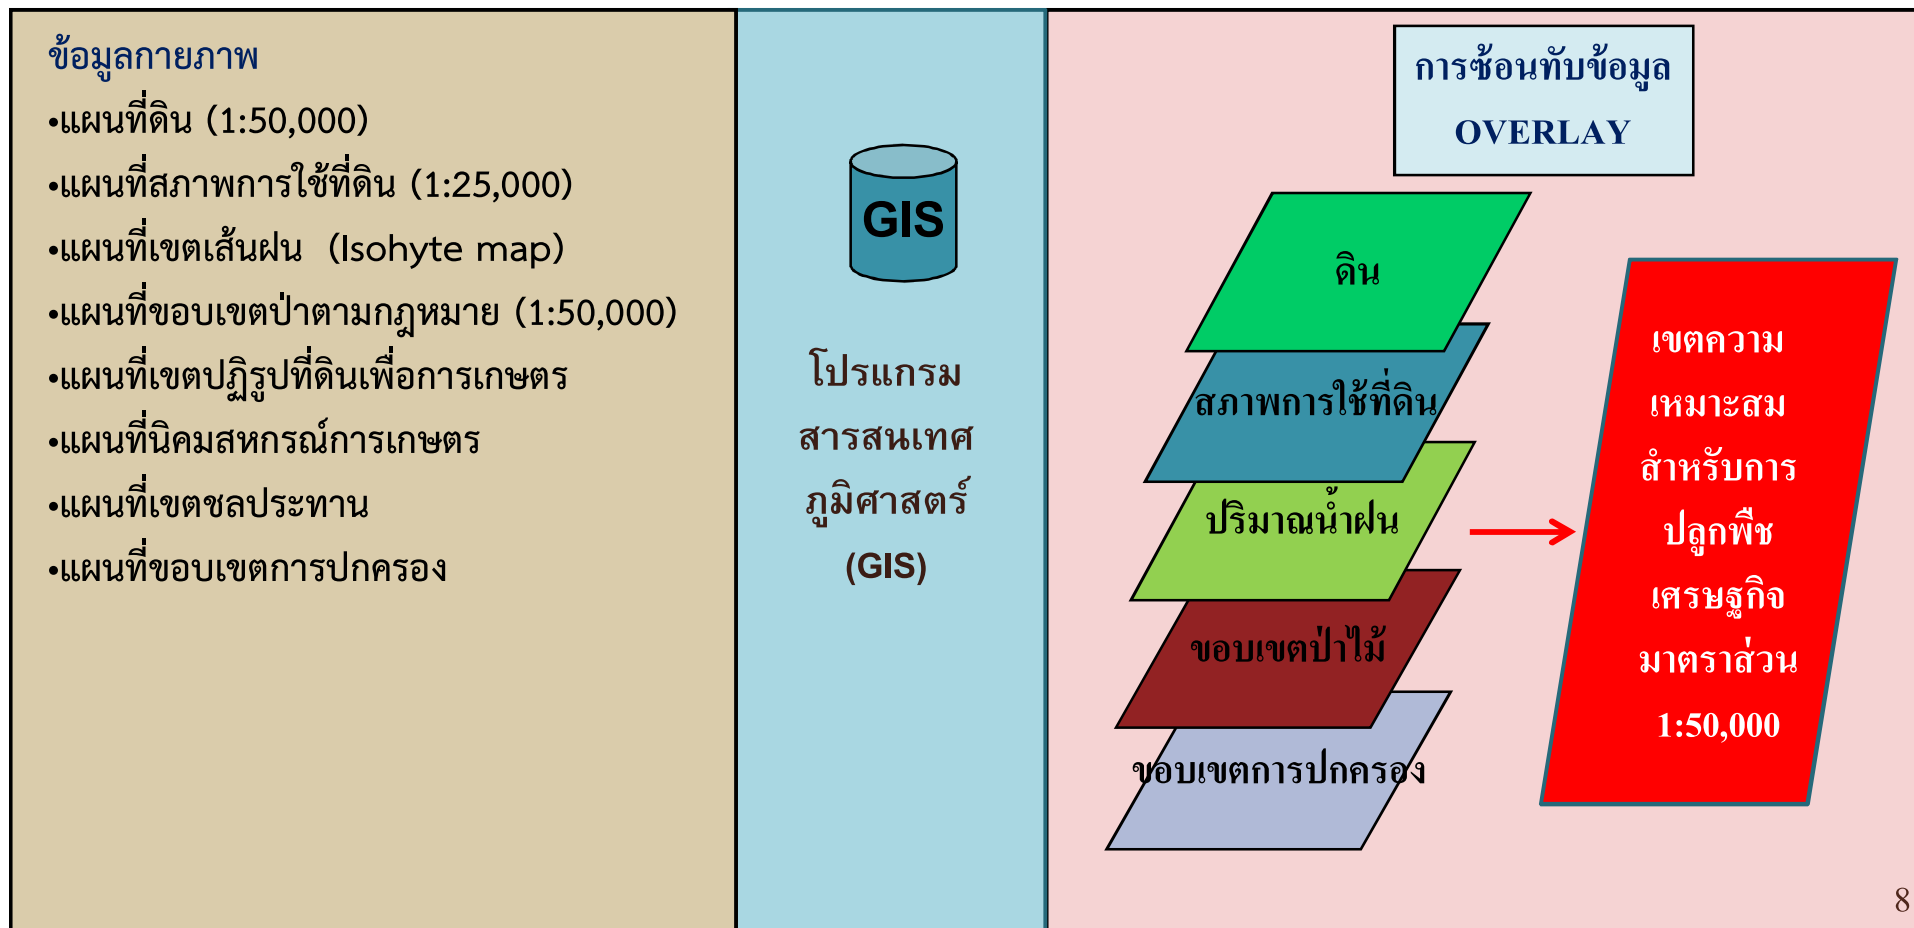 ข้อมูลกายภาพ
•แผนที่ดิน (1:50,000)
•แผนที่สภาพการใช้ที่ดิน (1:25,000)
•แผนที่เขตเส้นฝน (Isohyte map)
•แผนที่ขอบเขตป่าตามกฎหมาย (1:50,000)
•แผนที่เขตปฏิรูปที่ดินเพื่อการเกษตร
•แผนที่นิคมสหกรณ์การเกษตร
•แผนที่เขตชลประทาน
•แผนที่ขอบเขตการปกครอง
GIS
โปรแกรม
สารสนเทศ
ภูมิศาสตร์
(GIS)
การซ้อนทับข้อมูล
OVERLAY
ดิน
สภาพการใช้ที่ดิน
ปริมาณน้ำฝน
ขอบเขตป่าไม้
ขอบเขตการปกครอง
เขตความ
เหมาะสม
สำหรับการ
ปลูกพืช
เศรษฐกิจ
มาตราส่วน
1:50,000
8